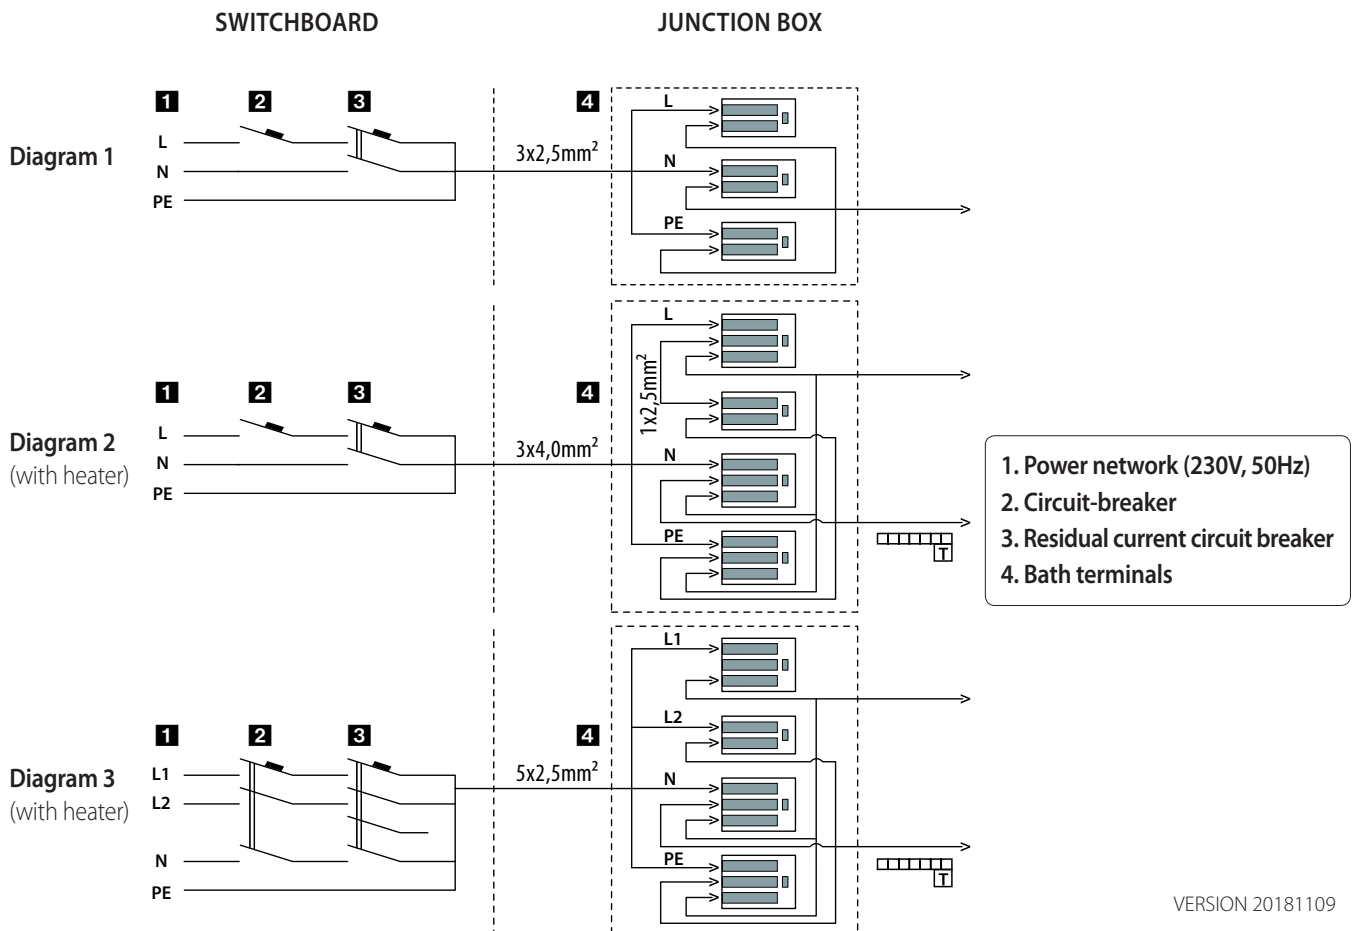 SWITCHBOARD
JUNCTION BOX
Diagram 1
1 2 3 4
L
N
PE
3x2,5mm²
L
N
PE
Diagram 2
(with heater)
1 2 3 4
L
N
PE
3x4,0mm²
L
1x2,5mm²
N
PE
T
1. Power network (230V, 50Hz)
2. Circuit-breaker
3. Residual current circuit breaker
4. Bath terminals
Diagram 3
(with heater)
1 2 3 4
L1
L2
N
PE
5x2,5mm²
L1
L2
N
PE
T
VERSION 20181109